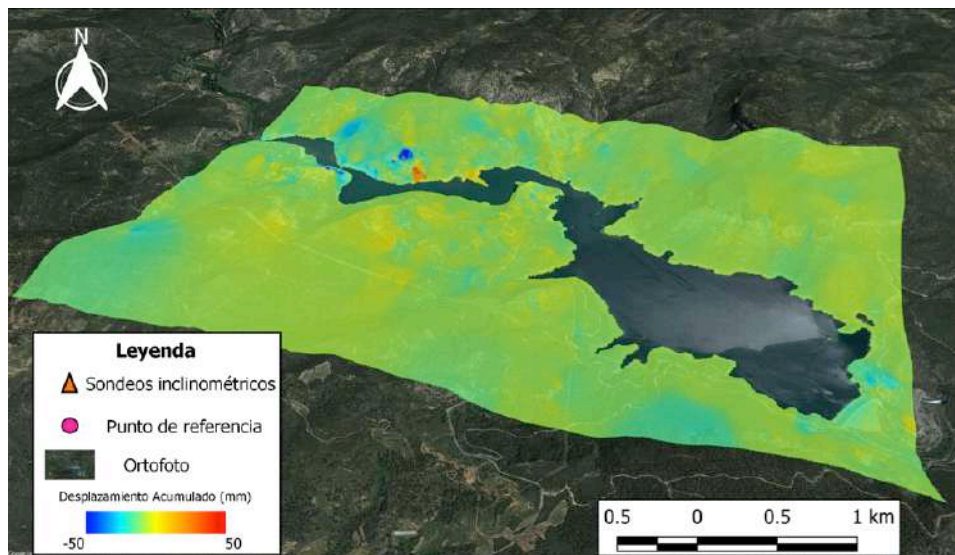 N
Leyenda
Sondeos inclinométricos
Punto de referencia
Ortofoto
Desplazamiento Acumulado (mm)
-50 50
0.5 0 0.5 1 km